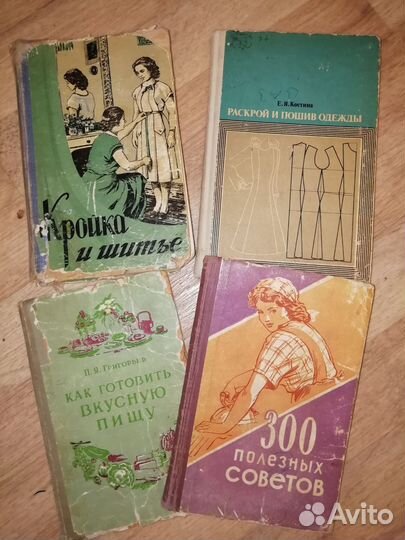 Кройка
и шитье
Е. Я. Костина
РАСКРОЙ И ПОШИВ ОДЕЖДЫ
П. Я. ГРИГОРЬЕВ
КАК ГОТОВИТЬ
ВКУСНУЮ
ПИЩУ
300
ПОЛЕЗНЫХ
СОВЕТОВ
Avito